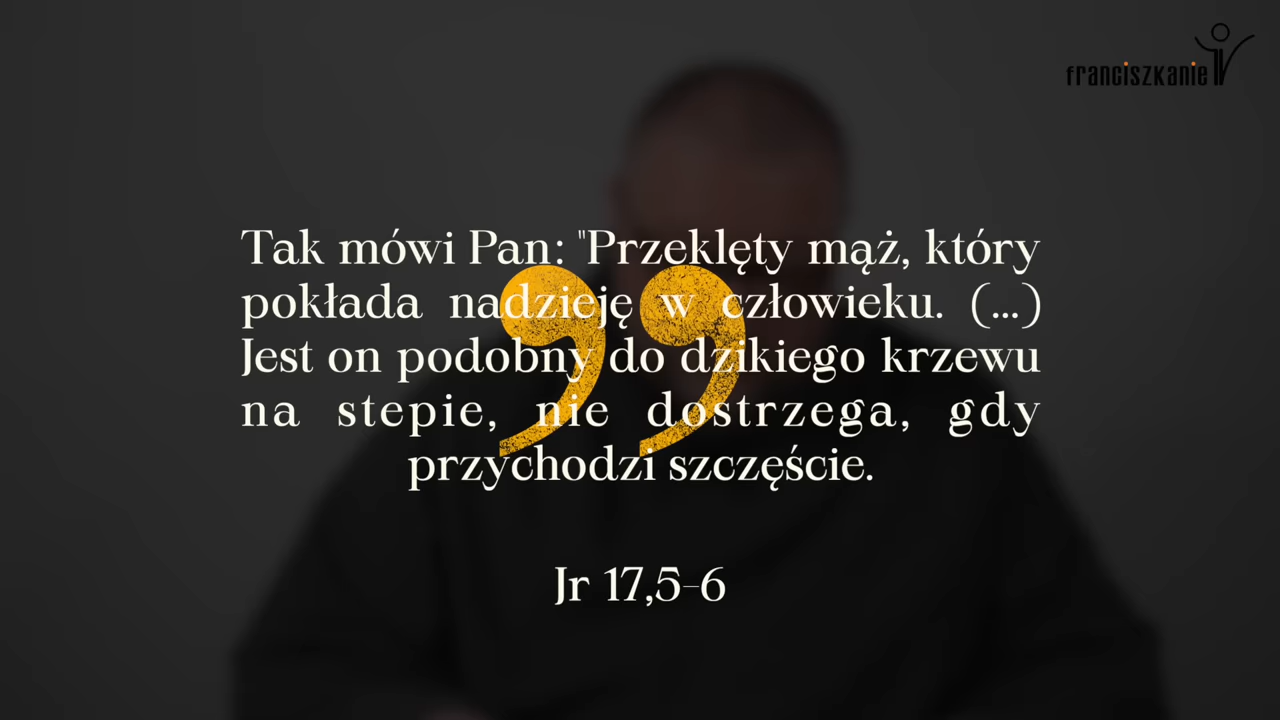 franciszkanie
Tak mówi Pan: "Przeklęty mąż, który
pokłada nadzieję w człowieku. (...)
Jest on podobny do dzikiego krzewu
na stepie, nie dostrzega, gdy
przychodzi szczęście.
Jr 17,5-6